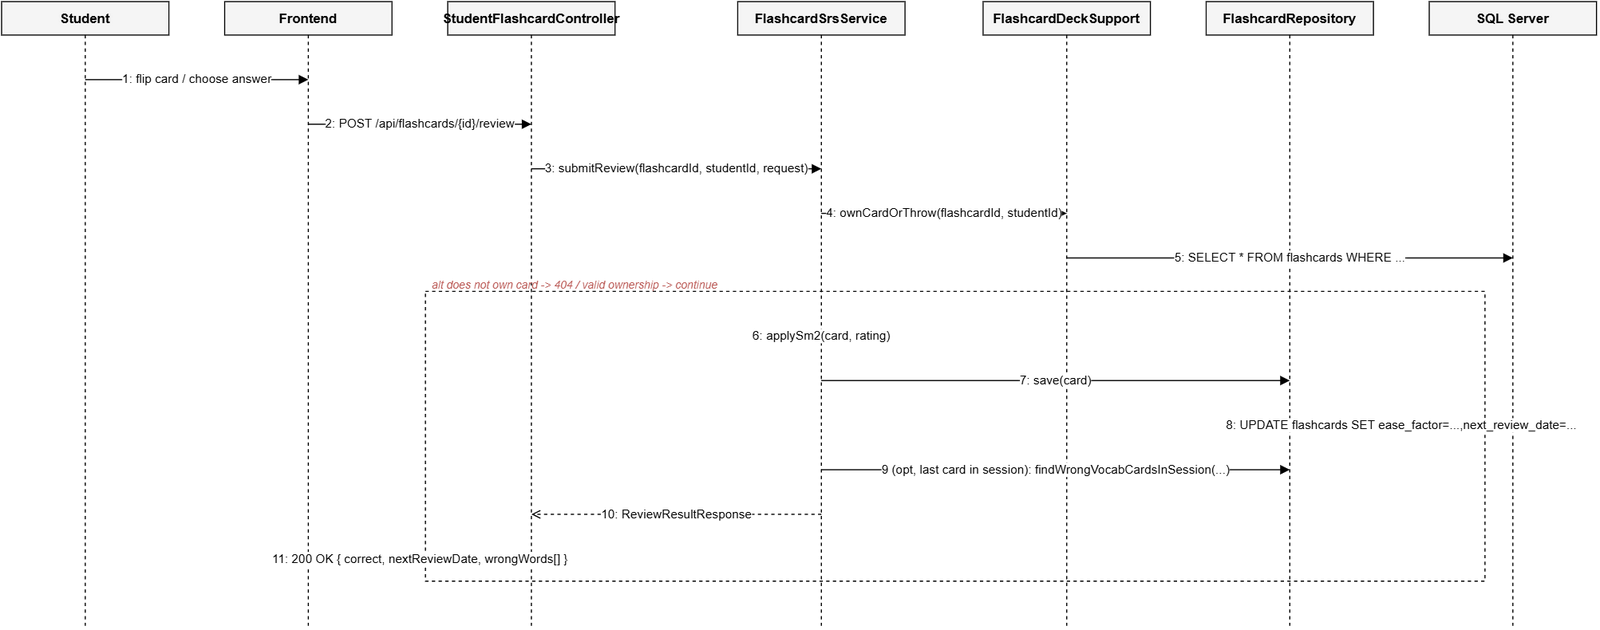 Student
Frontend
StudentFlashcardController
FlashcardSrsService
FlashcardDeckSupport
FlashcardRepository
SQL Server
1: flip card / choose answer
2: POST /api/flashcards/{id}/review
3: submitReview(flashcardId, studentId, request)
4: ownCardOrThrow(flashcardId, studentId)
5: SELECT * FROM flashcards WHERE ...
alt does not own card -> 404 / valid ownership -> continue
6: applySm2(card, rating)
7: save(card)
8: UPDATE flashcards SET ease_factor=...,next_review_date=...
9 (opt, last card in session): findWrongVocabCardsInSession(...)
10: ReviewResultResponse
11: 200 OK { correct, nextReviewDate, wrongWords[] }